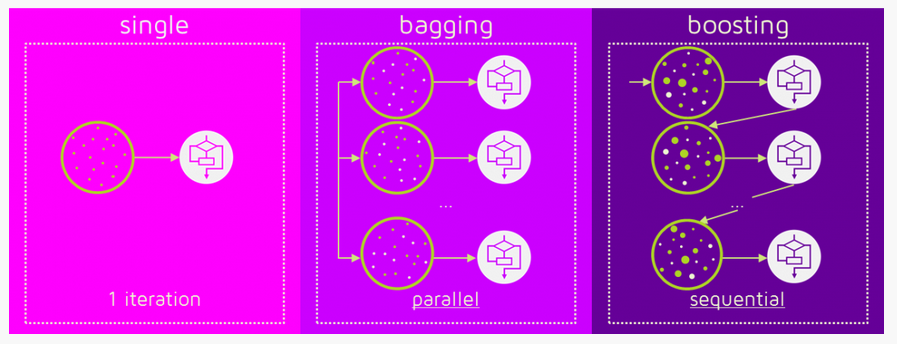 single
1 iteration
bagging
...
parallel
boosting
...
sequential